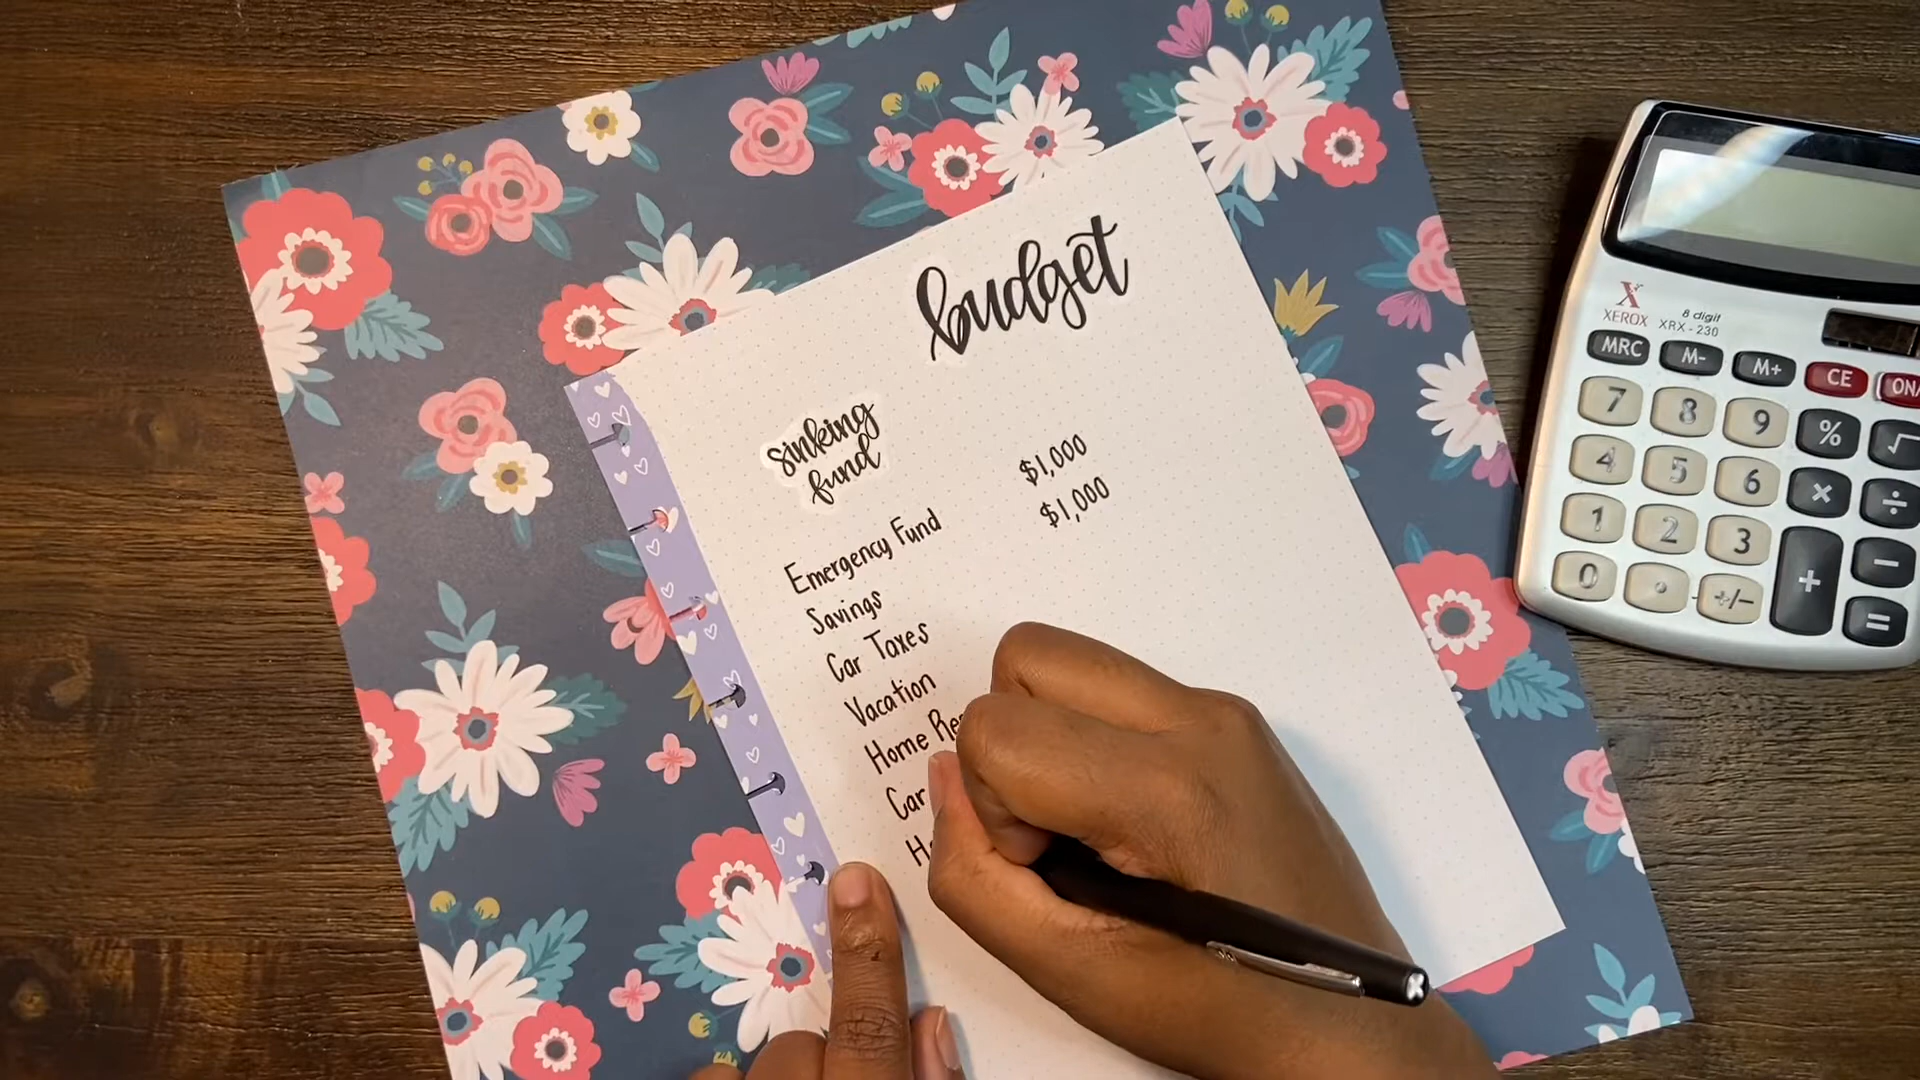 budget
sinking
fund
Emergency Fund $1,000
Savings $1,000
Car Taxes
Vacation
Home
Car
X
XEROX
8 digit
XRX-230
MRC M- M+ CE
7 8 9 % √
4 5 6 × ÷
1 2 3 + −
0 . +/− =